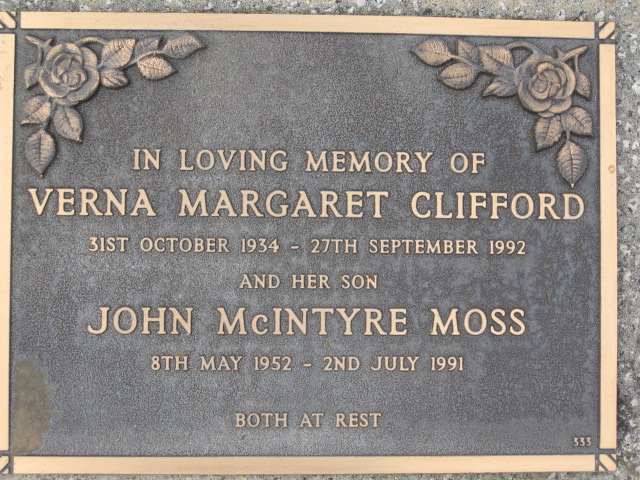 IN LOVING MEMORY OF
VERNA MARGARET CLIFFORD
31ST OCTOBER 1934 - 27TH SEPTEMBER 1992
AND HER SON
JOHN McINTYRE MOSS
8TH MAY 1952 - 2ND JULY 1991
BOTH AT REST
333